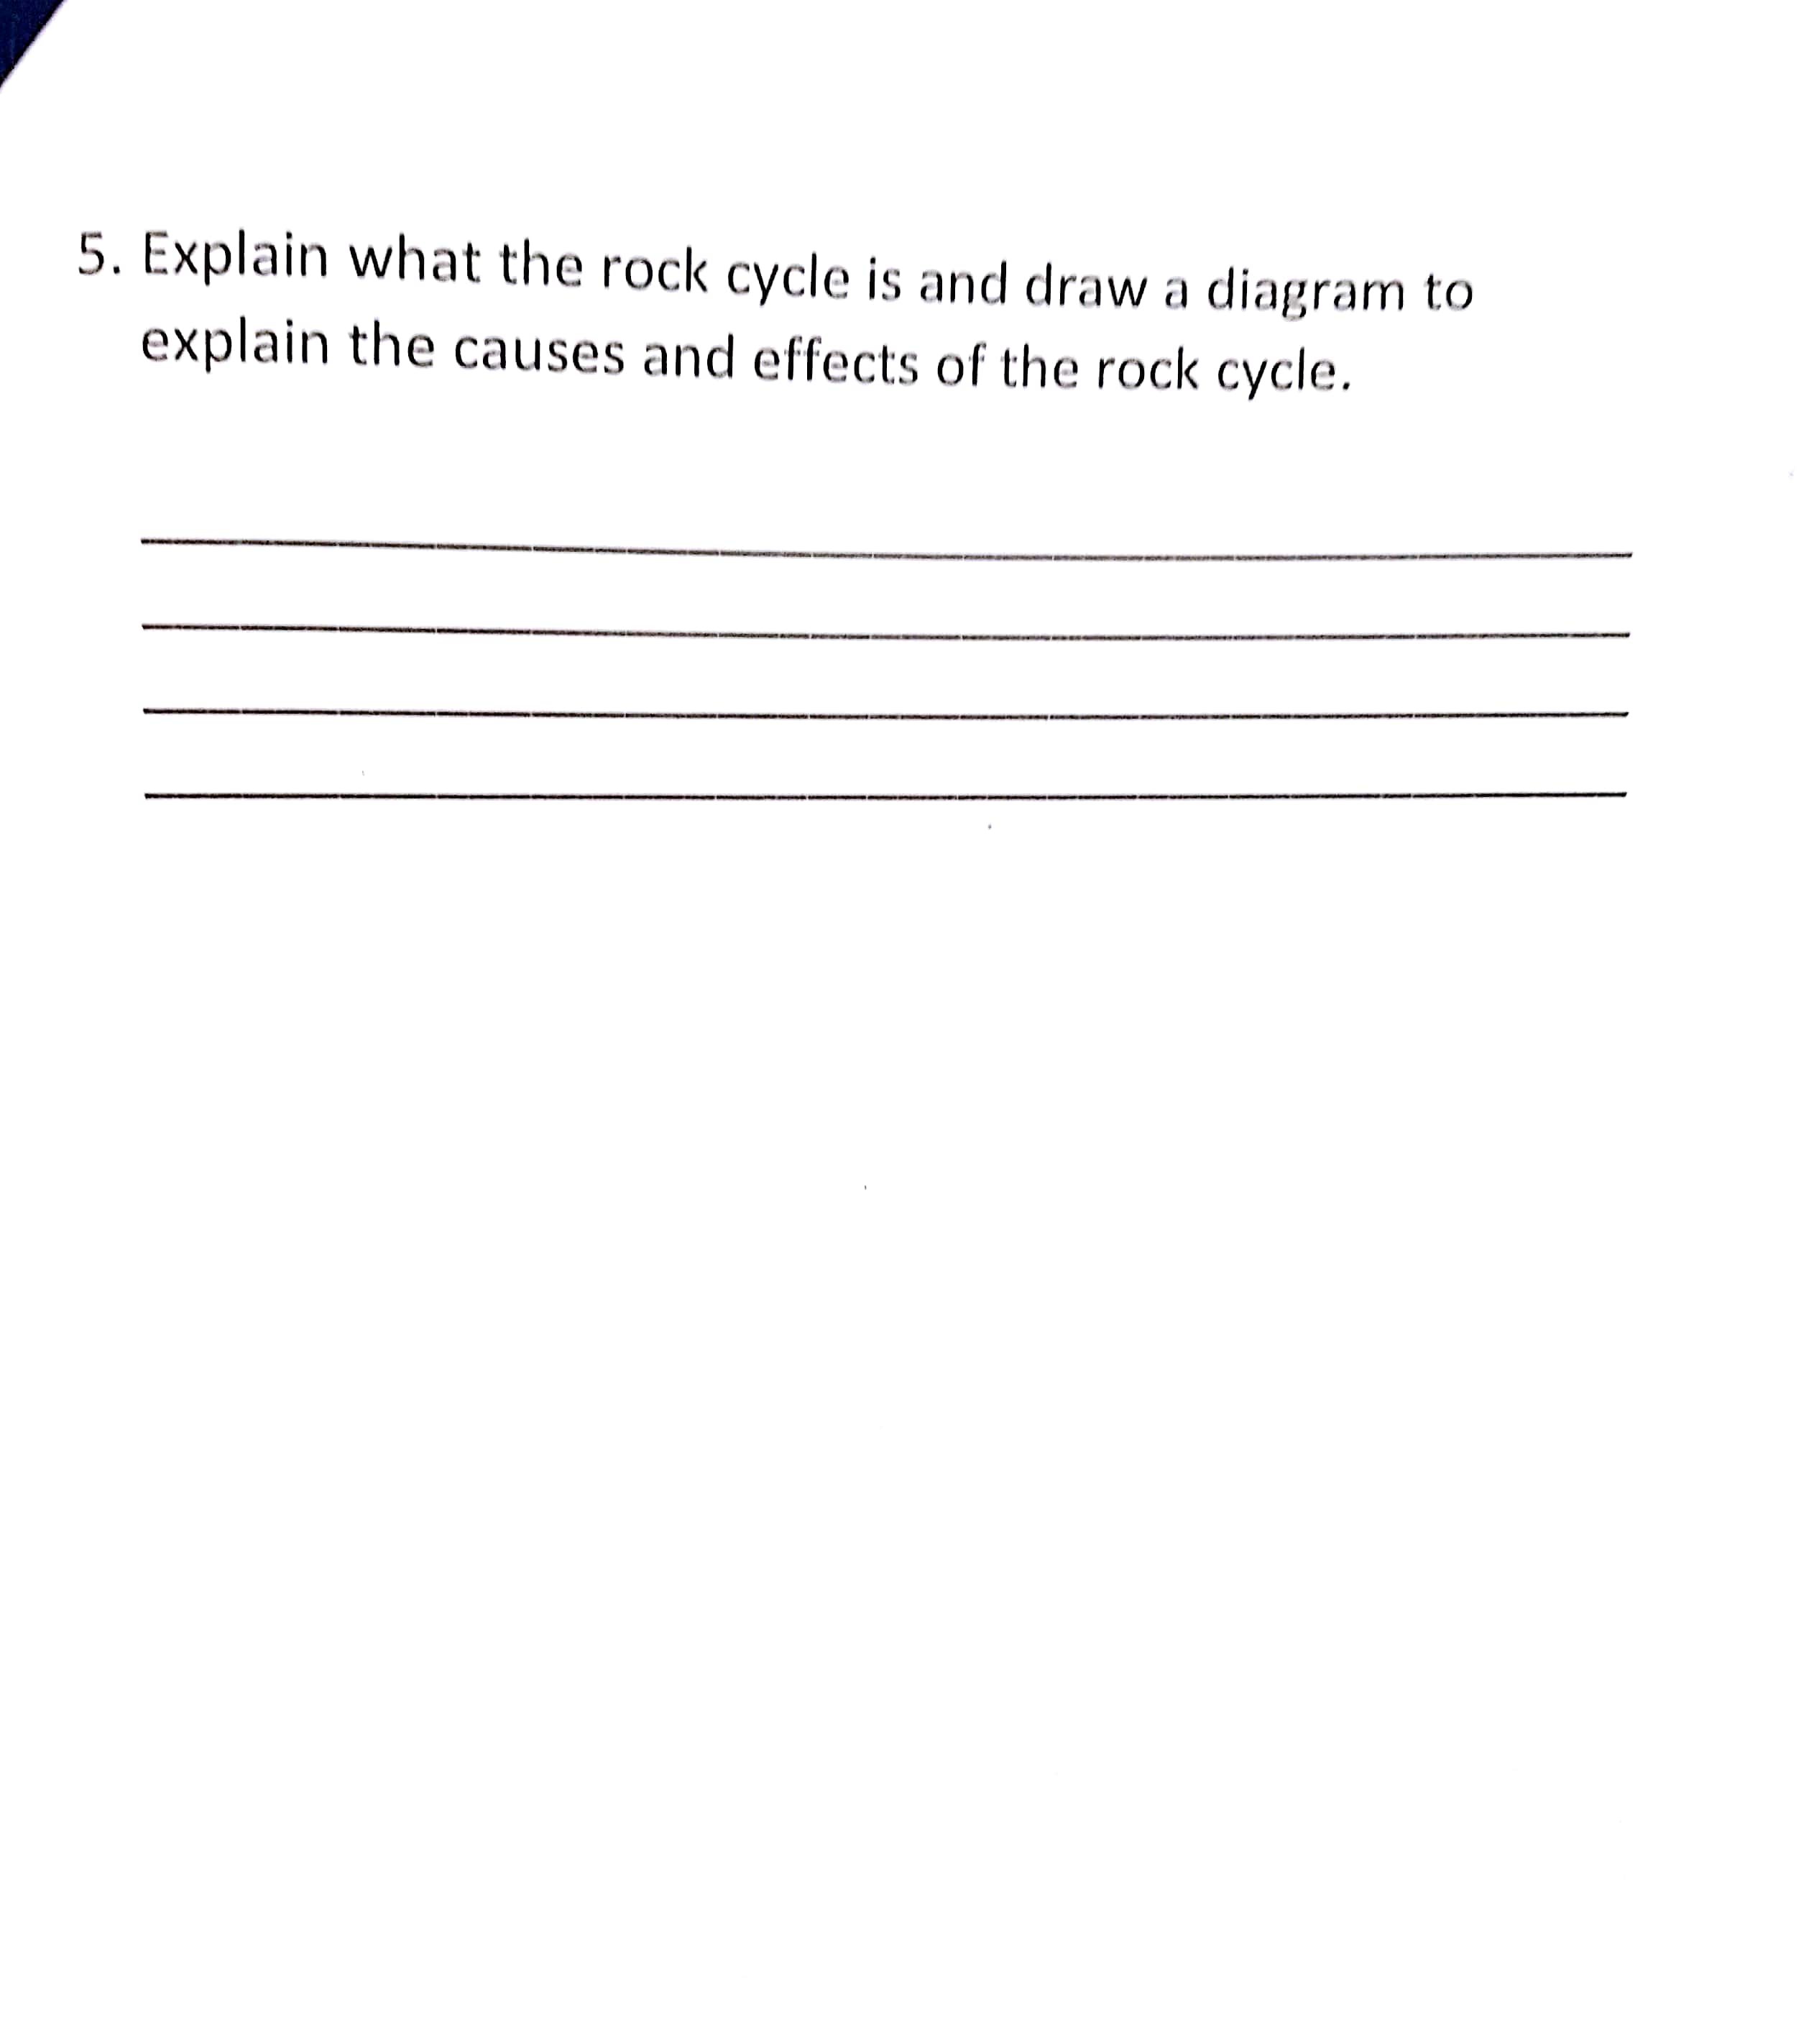 5. Explain what the rock cycle is and draw a diagram to
explain the causes and effects of the rock cycle.